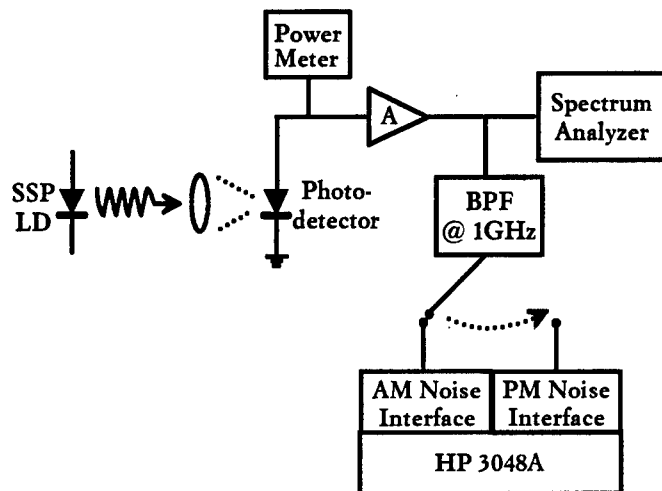 Power
Meter
A
Spectrum
Analyzer
SSP
LD
Photo-
detector
BPF
@ 1GHz
AM Noise
Interface
PM Noise
Interface
HP 3048A